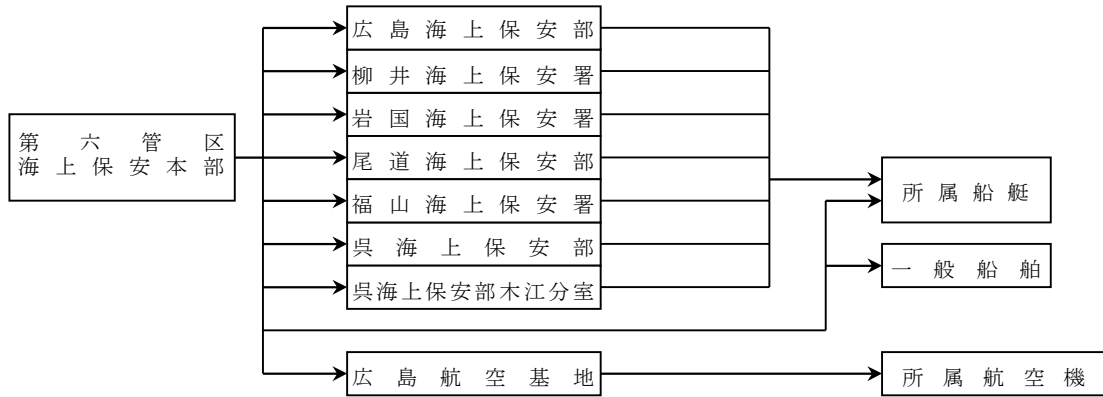 第六管区
海上保安本部
広島海上保安部
柳井海上保安署
岩国海上保安署
尾道海上保安部
福山海上保安署
呉海上保安部
呉海上保安部木江分室
広島航空基地
所属船艇
一般船舶
所属航空機